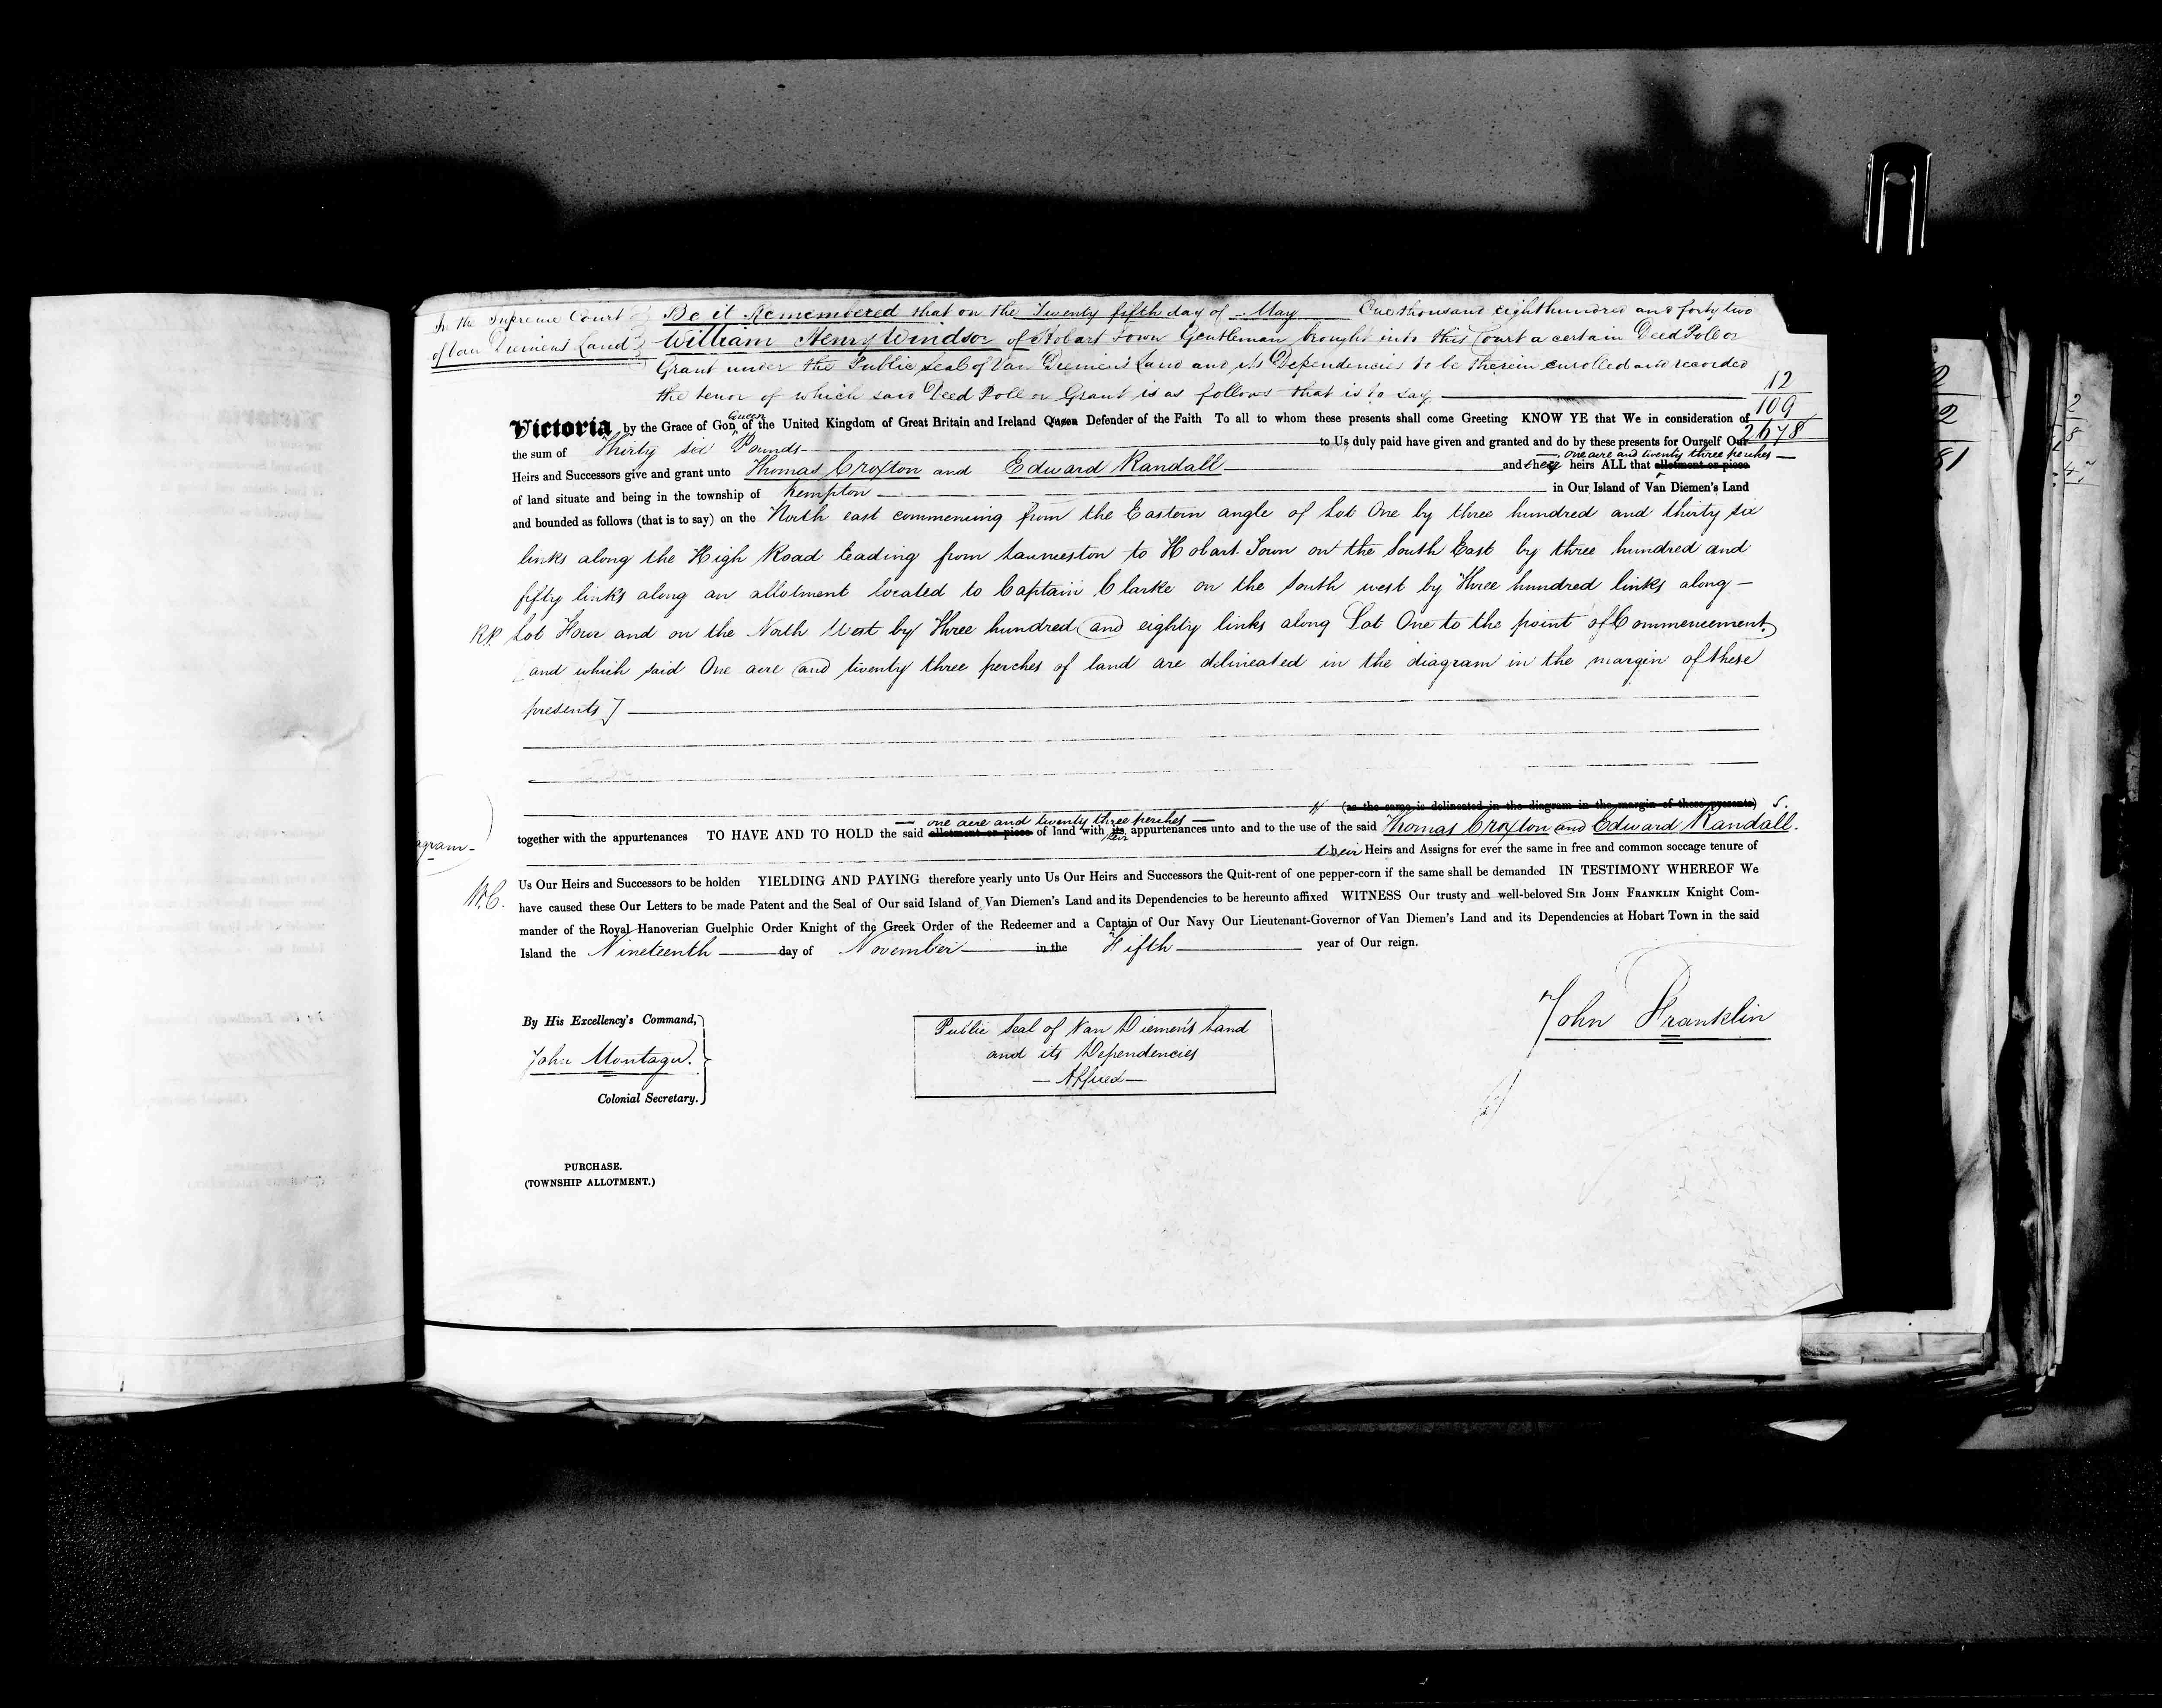 In the Supreme Court
of Van Diemen's Land
Be it Remembered that on the Twenty fifth day of May One thousand eight hundred and forty two
William Henry Windsor of Hobart Town Gentleman brought into this Court a certain Deed Poll or
Grant under the Public Seal of Van Diemen's Land and its Dependencies to be therein enrolled and recorded
the tenor of which said Deed Poll or Grant is as follows that is to say
12
109
2678
Queen
Victoria by the Grace of God of the United Kingdom of Great Britain and Ireland Queen Defender of the Faith To all to whom these presents shall come Greeting KNOW YE that We in consideration of
the sum of Thirty six Pounds to Us duly paid have given and granted and do by these presents for Ourself Our
one acre and twenty three perches
Heirs and Successors give and grant unto Thomas Croxton and Edward Randall and their heirs ALL that allotment or piece
of land situate and being in the township of Kempton in Our Island of Van Diemen's Land
and bounded as follows (that is to say) on the North east commencing from the Eastern angle of Lot One by three hundred and thirty six
links along the High Road leading from Launceston to Hobart Town on the South East by three hundred and
fifty links along an allotment located to Captain Clarke on the South west by Three hundred links along
RP. Lot Four and on the North West by Three hundred and eighty links along Lot One to the point of Commencement
[and which said One acre and twenty three perches of land are delineated in the diagram in the margin of these
presents]
(as the same is delineated in the diagram in the margin of these presents)
one acre and twenty three perches
together with the appurtenances TO HAVE AND TO HOLD the said allotment or piece of land with its appurtenances unto and to the use of the said Thomas Croxton and Edward Randall.
their
agram
their Heirs and Assigns for ever the same in free and common soccage tenure of
Us Our Heirs and Successors to be holden YIELDING AND PAYING therefore yearly unto Us Our Heirs and Successors the Quit-rent of one pepper-corn if the same shall be demanded IN TESTIMONY WHEREOF We
have caused these Our Letters to be made Patent and the Seal of Our said Island of Van Diemen's Land and its Dependencies to be hereunto affixed WITNESS Our trusty and well-beloved SIR JOHN FRANKLIN Knight Com-
mander of the Royal Hanoverian Guelphic Order Knight of the Greek Order of the Redeemer and a Captain of Our Navy Our Lieutenant-Governor of Van Diemen's Land and its Dependencies at Hobart Town in the said
Island the Nineteenth day of November in the Fifth year of Our reign.
John Franklin
By His Excellency's Command,
John Montagu.
Colonial Secretary.
Public Seal of Van Diemen's Land
and its Dependencies
Affixed
PURCHASE.
(TOWNSHIP ALLOTMENT.)